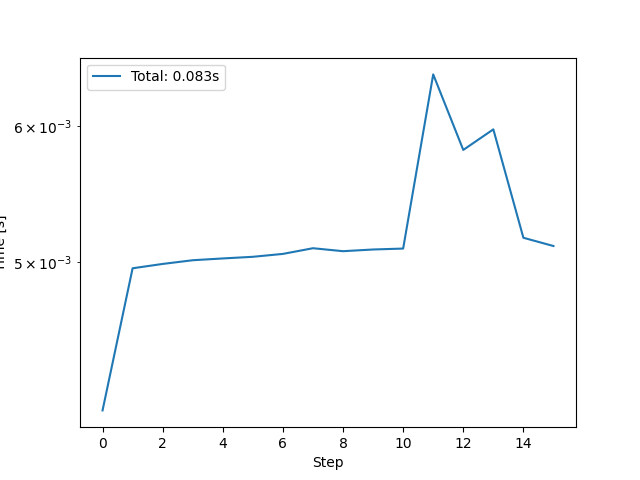 Total: 0.083s
6 × 10⁻³
5 × 10⁻³
Time [s]
0 2 4 6 8 10 12 14
Step